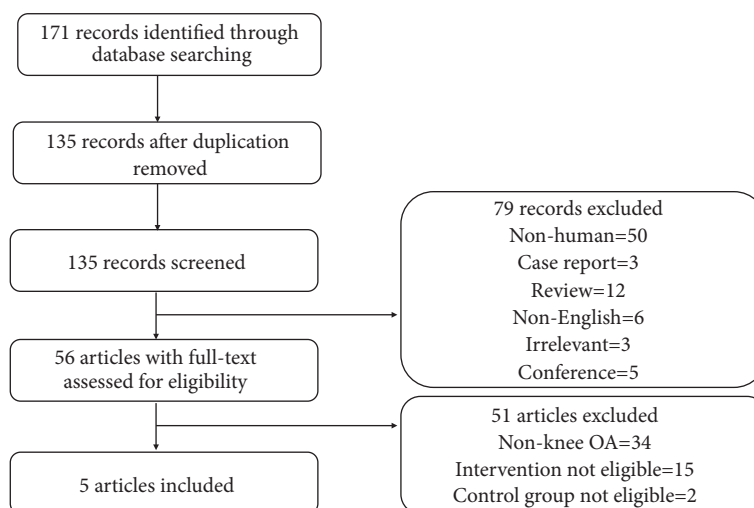 171 records identified through
database searching
135 records after duplication
removed
135 records screened
79 records excluded
Non-human=50
Case report=3
Review=12
Non-English=6
Irrelevant=3
Conference=5
56 articles with full-text
assessed for eligibility
51 articles excluded
Non-knee OA=34
Intervention not eligible=15
Control group not eligible=2
5 articles included